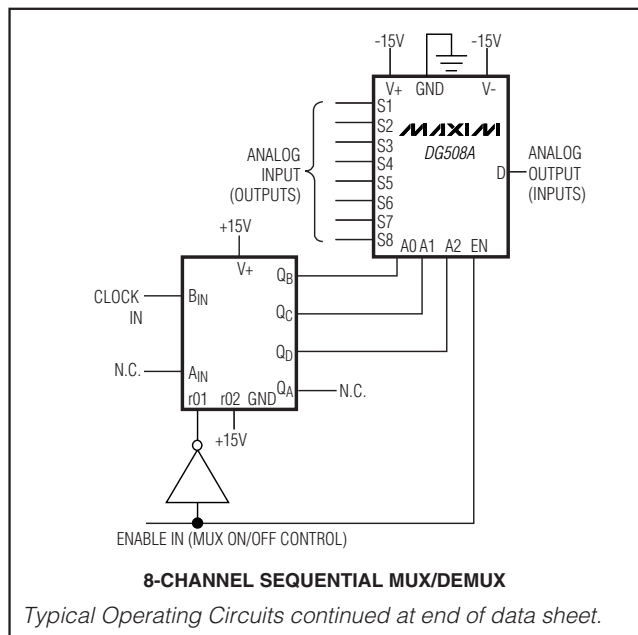 -15V -15V
V+ GND V-
S1
S2
S3
S4
S5
S6
S7
S8
MAXIM
DG508A
D
ANALOG
INPUT
(OUTPUTS)
ANALOG
OUTPUT
(INPUTS)
A0 A1 A2 EN
+15V
V+
CLOCK
IN
BIN
N.C.
AIN
QB
QC
QD
QA
N.C.
r01 r02 GND
+15V
ENABLE IN (MUX ON/OFF CONTROL)
8-CHANNEL SEQUENTIAL MUX/DEMUX
Typical Operating Circuits continued at end of data sheet.